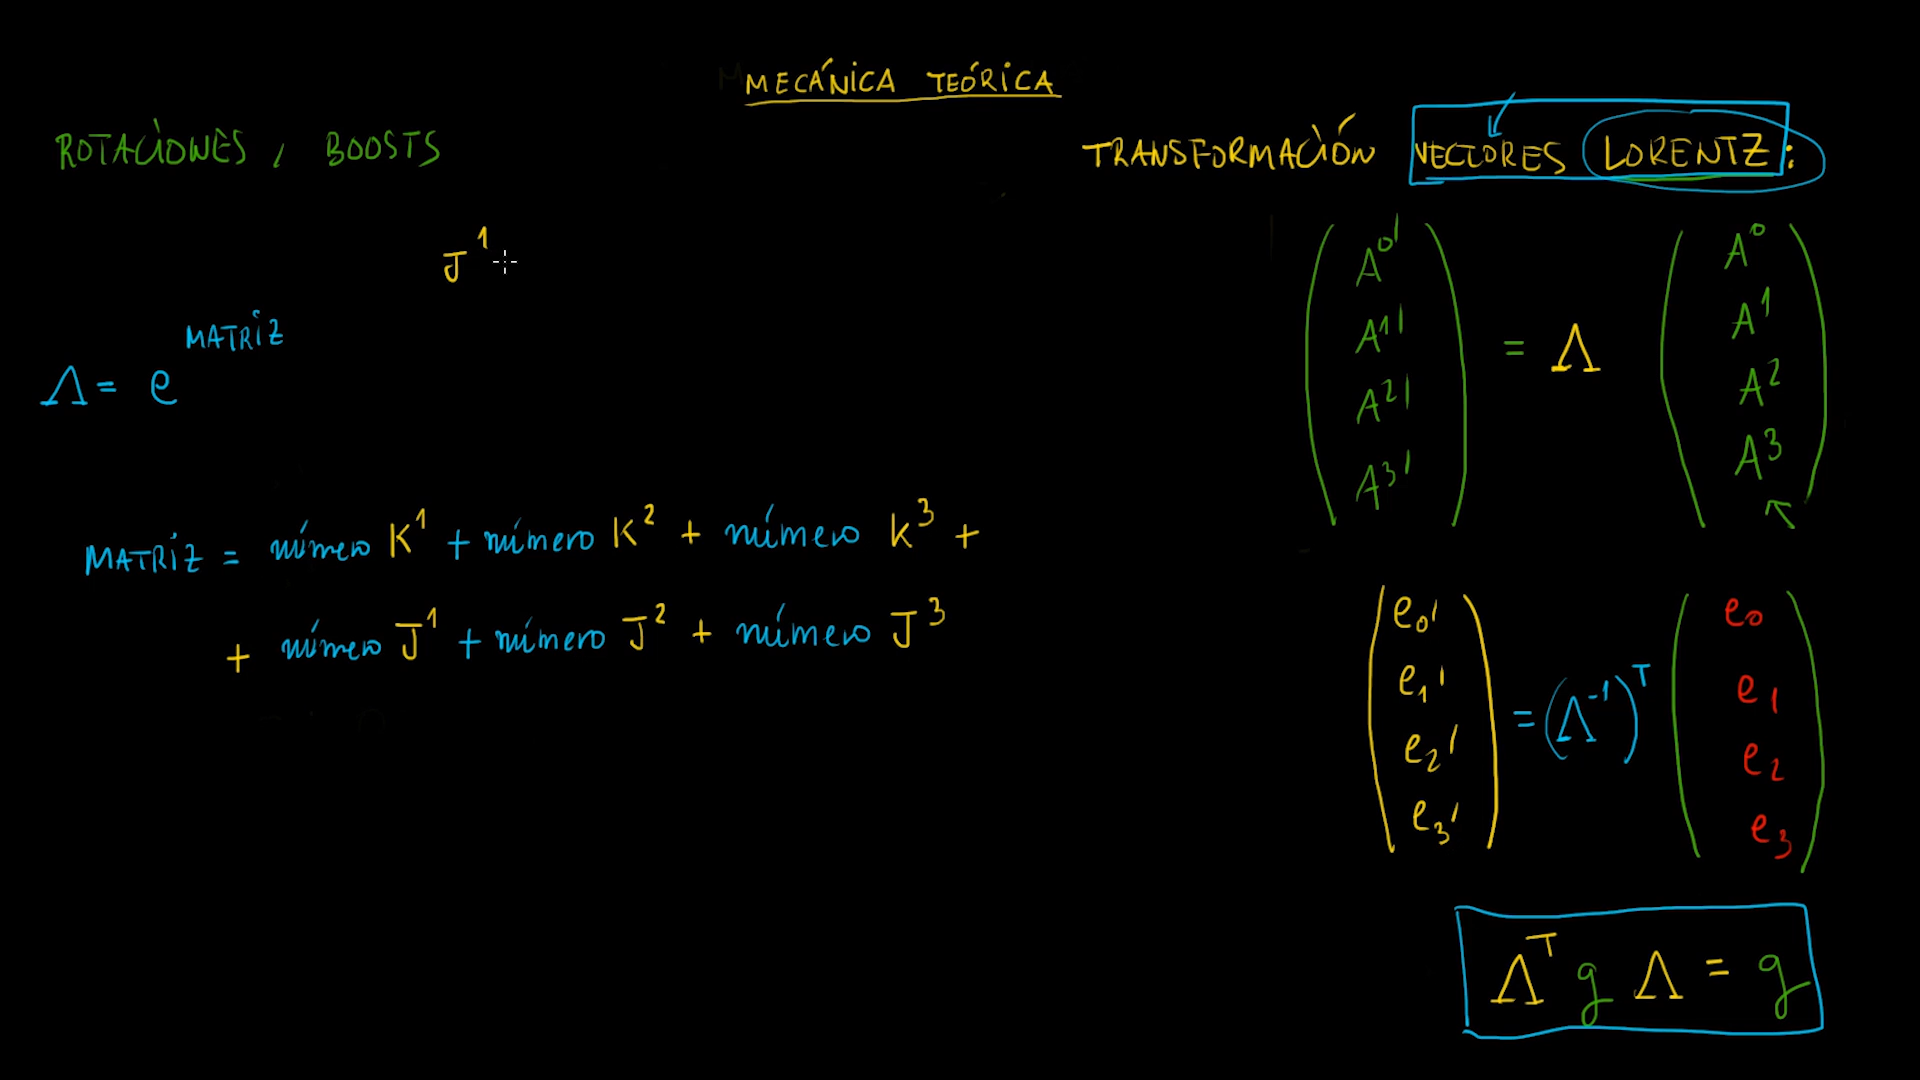 MECÁNICA TEÓRICA
ROTACIONES, BOOSTS
J¹
Λ = e^MATRIZ
MATRIZ = número K¹ + número K² + número K³ +
+ número J¹ + número J² + número J³
TRANSFORMACIÓN VECTORES LORENTZ:
A⁰' A⁰
A¹' A¹
= Λ
A²' A²
A³' A³
e₀' e₀
e₁' e₁
= (Λ⁻¹)ᵀ
e₂' e₂
e₃' e₃
Λᵀ g Λ = g